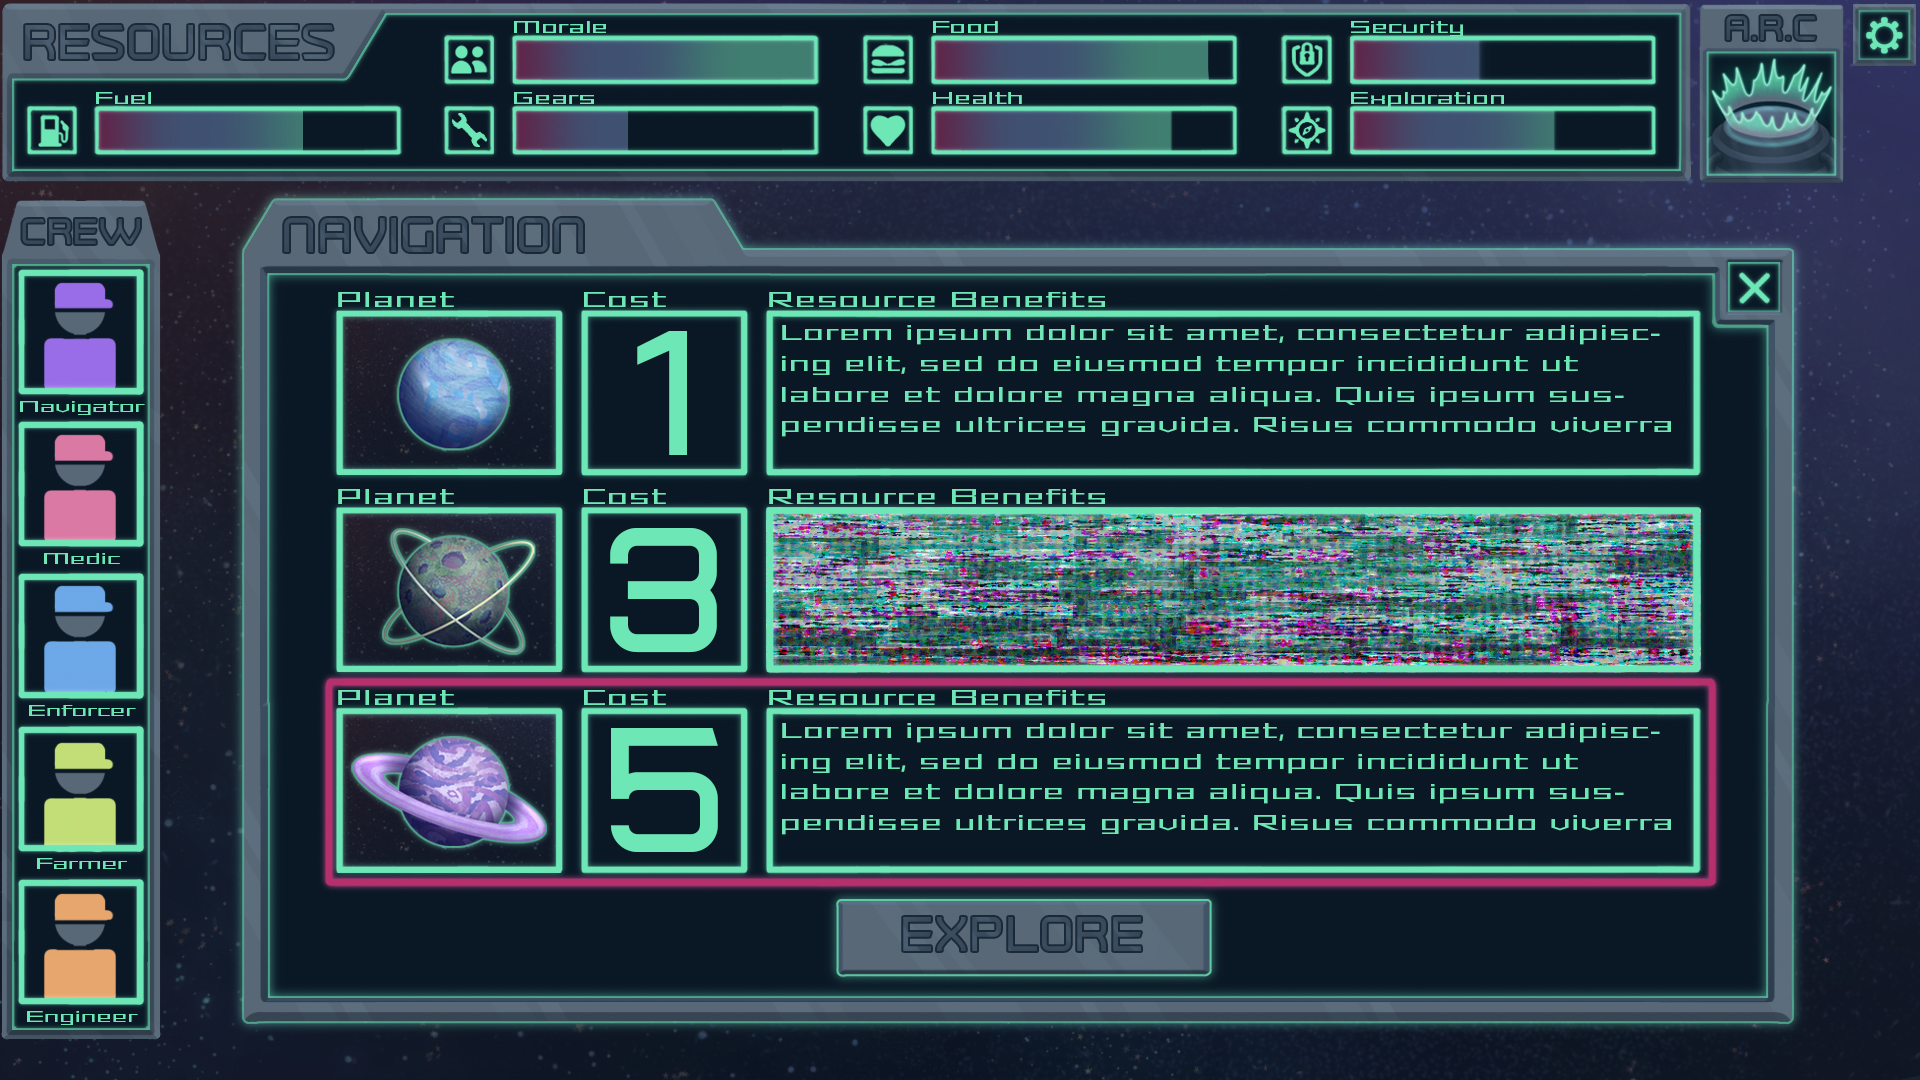 RESOURCES
Morale
Food
Security
A.R.C
Fuel
Gears
Health
Exploration
CREW
Navigator
Medic
Enforcer
Farmer
Engineer
NAVIGATION
Planet
Cost
Resource Benefits
1
Lorem ipsum dolor sit amet, consectetur adipisc-
ing elit, sed do eiusmod tempor incididunt ut
labore et dolore magna aliqua. Quis ipsum sus-
pendisse ultrices gravida. Risus commodo viverra
Planet
Cost
Resource Benefits
3
Planet
Cost
Resource Benefits
5
Lorem ipsum dolor sit amet, consectetur adipisc-
ing elit, sed do eiusmod tempor incididunt ut
labore et dolore magna aliqua. Quis ipsum sus-
pendisse ultrices gravida. Risus commodo viverra
EXPLORE